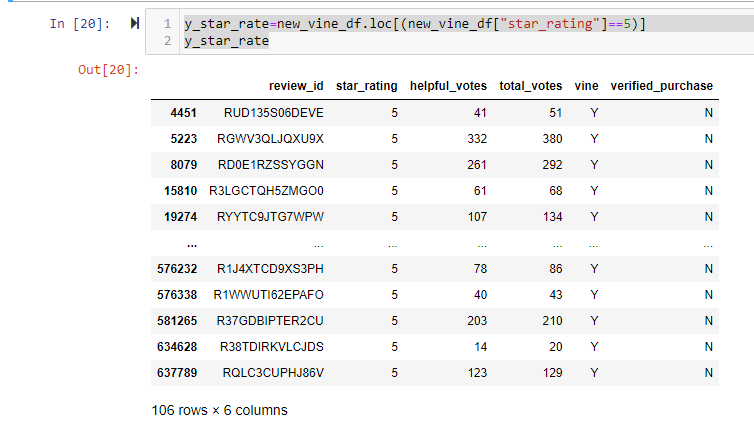 In [20]:
1 y_star_rate=new_vine_df.loc[(new_vine_df["star_rating"]==5)]
2 y_star_rate
Out[20]:
review_id star_rating helpful_votes total_votes vine verified_purchase
4451 RUD135S06DEVE 5 41 51 Y N
5223 RGWV3QLJQXU9X 5 332 380 Y N
8079 RD0E1RZSSYGGN 5 261 292 Y N
15810 R3LGCTQH5ZMGO0 5 61 68 Y N
19274 RYYTC9JTG7WPW 5 107 134 Y N
... ... ... ... ... ... ...
576232 R1J4XTCD9XS3PH 5 78 86 Y N
576338 R1WWUTI62EPAFO 5 40 43 Y N
581265 R37GDBIPTER2CU 5 203 210 Y N
634628 R38TDIRKVLCJDS 5 14 20 Y N
637789 RQLC3CUPHJ86V 5 123 129 Y N
106 rows × 6 columns